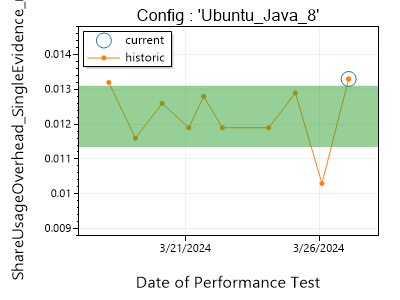 Config : 'Ubuntu_Java_8'
current
historic
0.014
0.013
0.012
0.011
0.01
0.009
ShareUsageOverhead_SingleEvidence_
3/21/2024
3/26/2024
Date of Performance Test